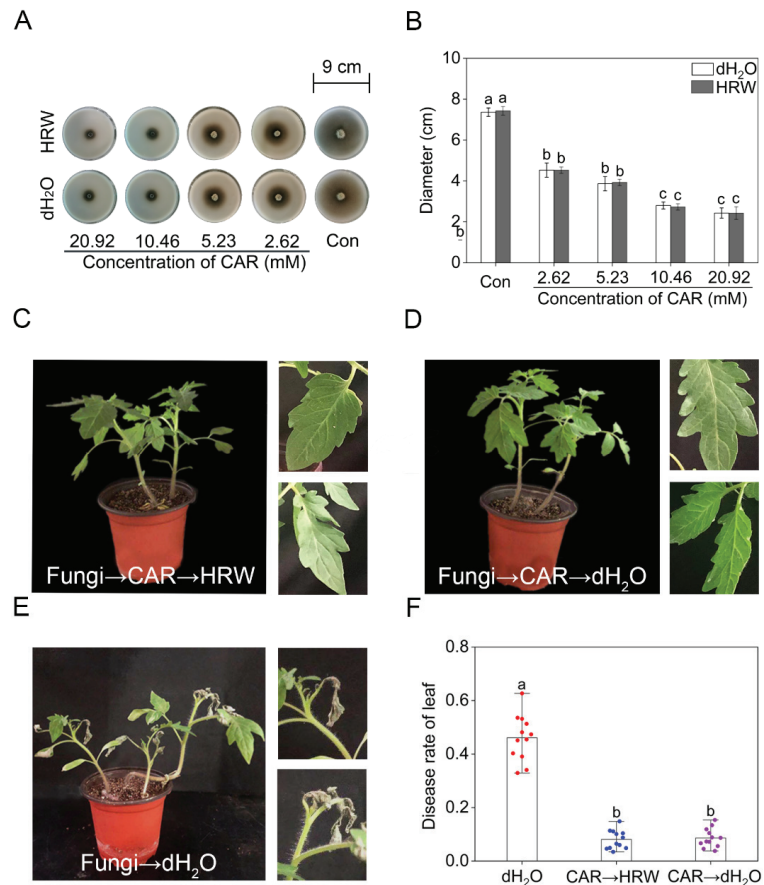 A
9 cm
HRW
dH₂O
20.92 10.46 5.23 2.62 Con
Concentration of CAR (mM)
B
Diameter (cm)
10
8
6
4
2
0
b
dH₂O
HRW
a a
b b
b b
c c
c c
Con 2.62 5.23 10.46 20.92
Concentration of CAR (mM)
C
Fungi→CAR→HRW
D
Fungi→CAR→dH₂O
E
Fungi→dH₂O
F
Disease rate of leaf
0.8
0.6
0.4
0.2
0.0
a
b
b
dH₂O CAR→HRW CAR→dH₂O